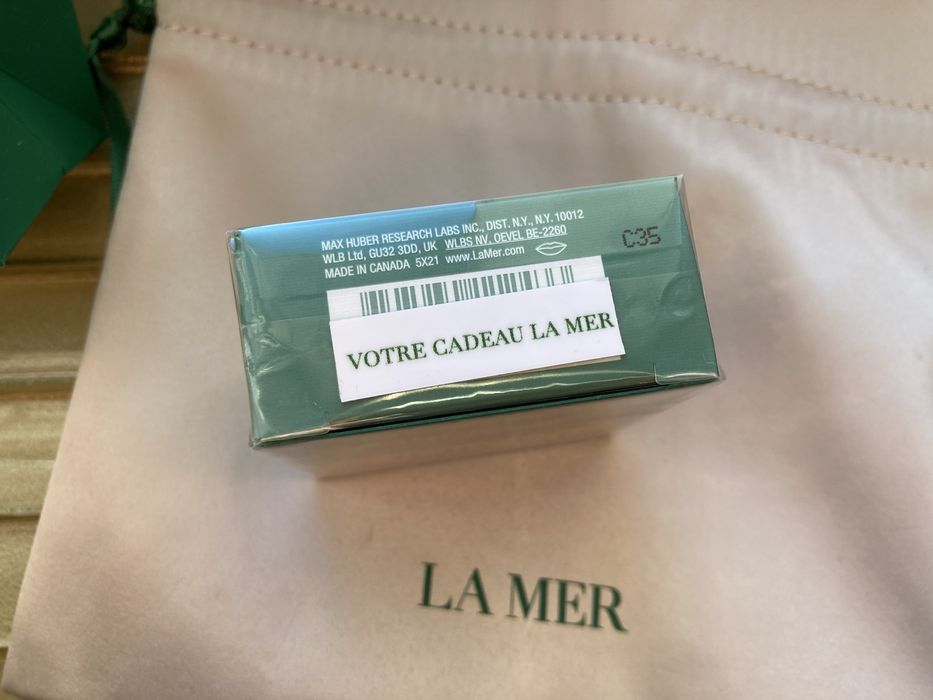 MAX HUBER RESEARCH LABS INC., DIST. N.Y., N.Y. 10012
WLB Ltd, GU32 3DD, UK WLBS NV, OEVEL BE-2260
MADE IN CANADA 5X21 www.LaMer.com
C35
VOTRE CADEAU LA MER
LA MER